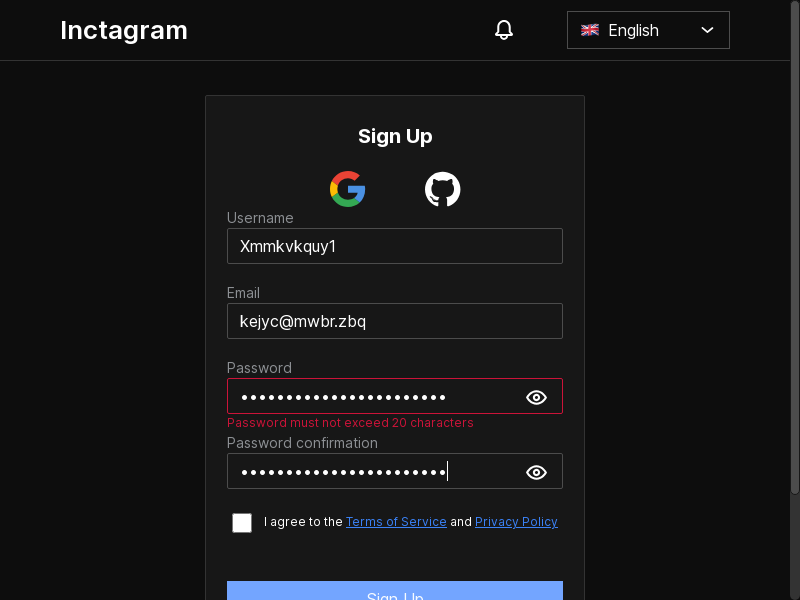 Inctagram
English
Sign Up
Username
Xmmkvkquy1
Email
kejyc@mwbr.zbq
Password
•••••••••••••••••••••••
Password must not exceed 20 characters
Password confirmation
•••••••••••••••••••••••
I agree to the Terms of Service and Privacy Policy
Sign Up